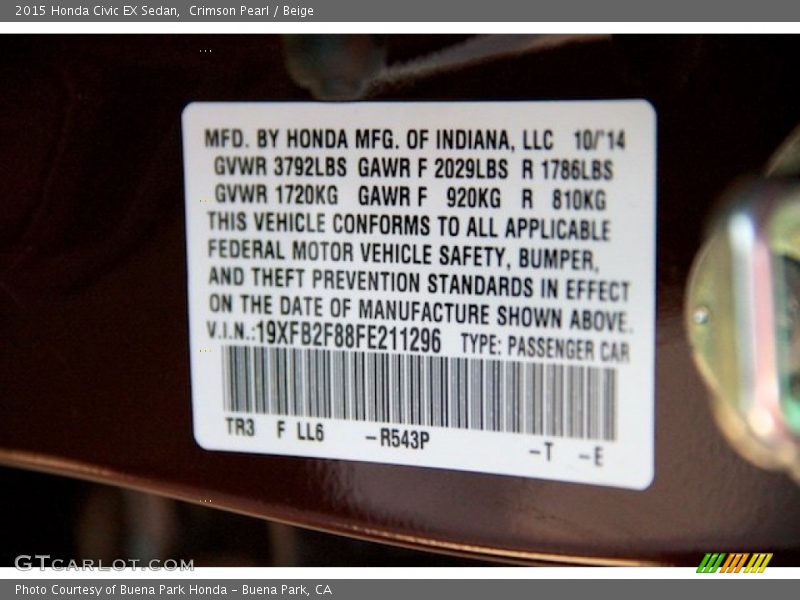 2015 Honda Civic EX Sedan,  Crimson Pearl / Beige
MFD. BY HONDA MFG. OF INDIANA, LLC 10/'14
GVWR 3792LBS GAWR F 2029LBS R 1786LBS
GVWR 1720KG GAWR F 920KG R 810KG
THIS VEHICLE CONFORMS TO ALL APPLICABLE
FEDERAL MOTOR VEHICLE SAFETY, BUMPER,
AND THEFT PREVENTION STANDARDS IN EFFECT
ON THE DATE OF MANUFACTURE SHOWN ABOVE.
V.I.N.:19XFB2F88FE211296 TYPE: PASSENGER CAR
TR3 F LL6 -R543P -T -E
GTCARLOT.COM
Photo Courtesy of Buena Park Honda - Buena Park, CA